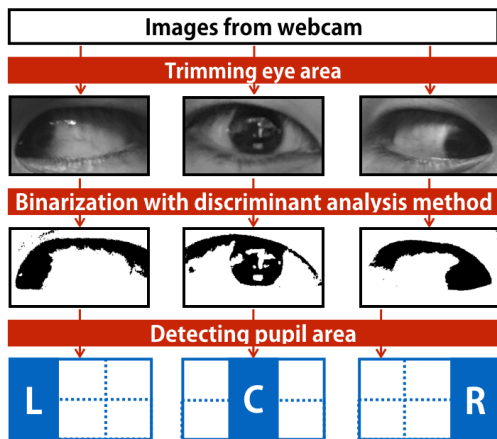 Images from webcam
Trimming eye area
Binarization with discriminant analysis method
Detecting pupil area
L C R